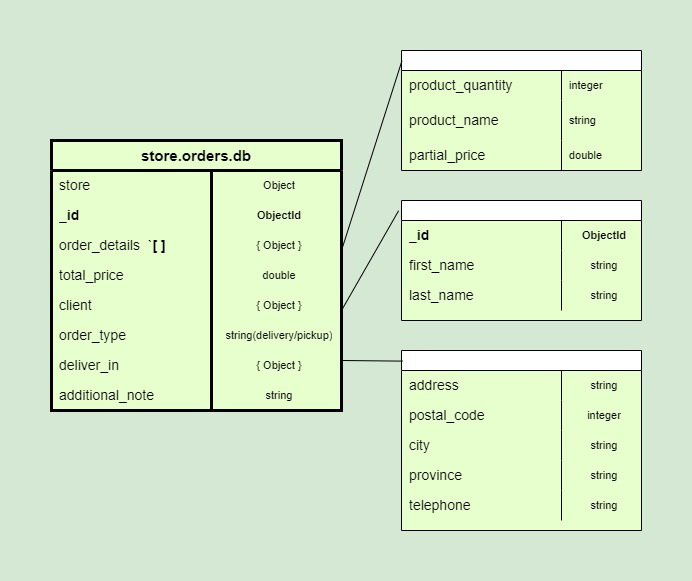 store.orders.db
store Object
_id ObjectId
order_details `[ ] { Object }
total_price double
client { Object }
order_type string(delivery/pickup)
deliver_in { Object }
additional_note string
product_quantity integer
product_name string
partial_price double
_id ObjectId
first_name string
last_name string
address string
postal_code integer
city string
province string
telephone string